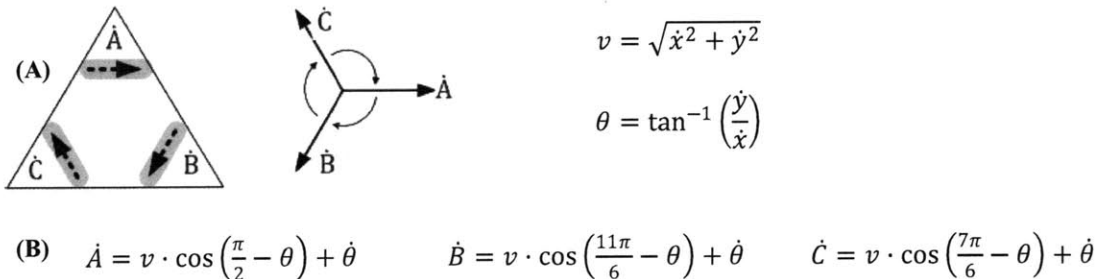 (A)
Ȧ
Ḃ
Ċ
Ċ
Ȧ
Ḃ
v = √(ẋ² + ẏ²)
θ = tan⁻¹(ẏ/ẋ)
(B) Ȧ = v · cos(π/2 − θ) + θ̇ Ḃ = v · cos(11π/6 − θ) + θ̇ Ċ = v · cos(7π/6 − θ) + θ̇